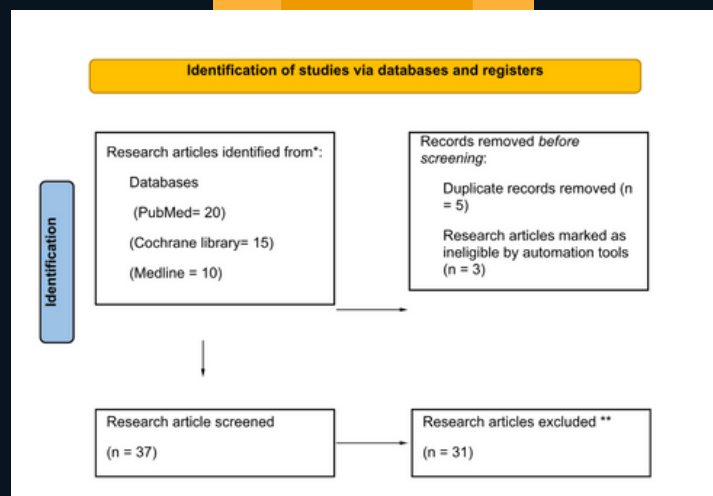 Identification of studies via databases and registers
Identification
Research articles identified from*:
Databases
(PubMed= 20)
(Cochrane library= 15)
(Medline = 10)
Records removed before
screening:
Duplicate records removed (n
= 5)
Research articles marked as
ineligible by automation tools
(n = 3)
Research article screened
(n = 37)
Research articles excluded **
(n = 31)